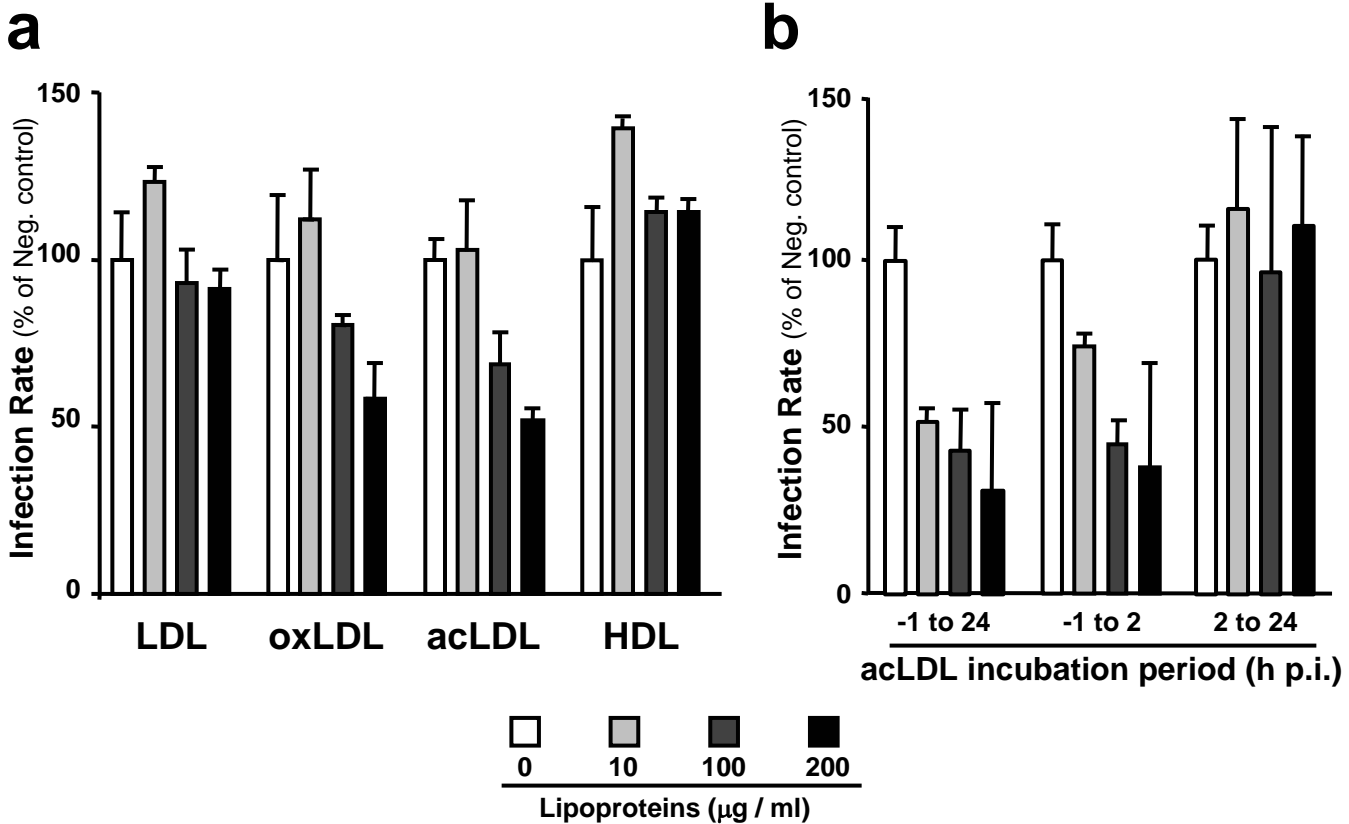 a
b
150
100
50
0
Infection Rate (% of Neg. control)
LDL oxLDL acLDL HDL
150
100
50
0
Infection Rate (% of Neg. control)
-1 to 24 -1 to 2 2 to 24
acLDL incubation period (h p.i.)
0 10 100 200
Lipoproteins (μg / ml)